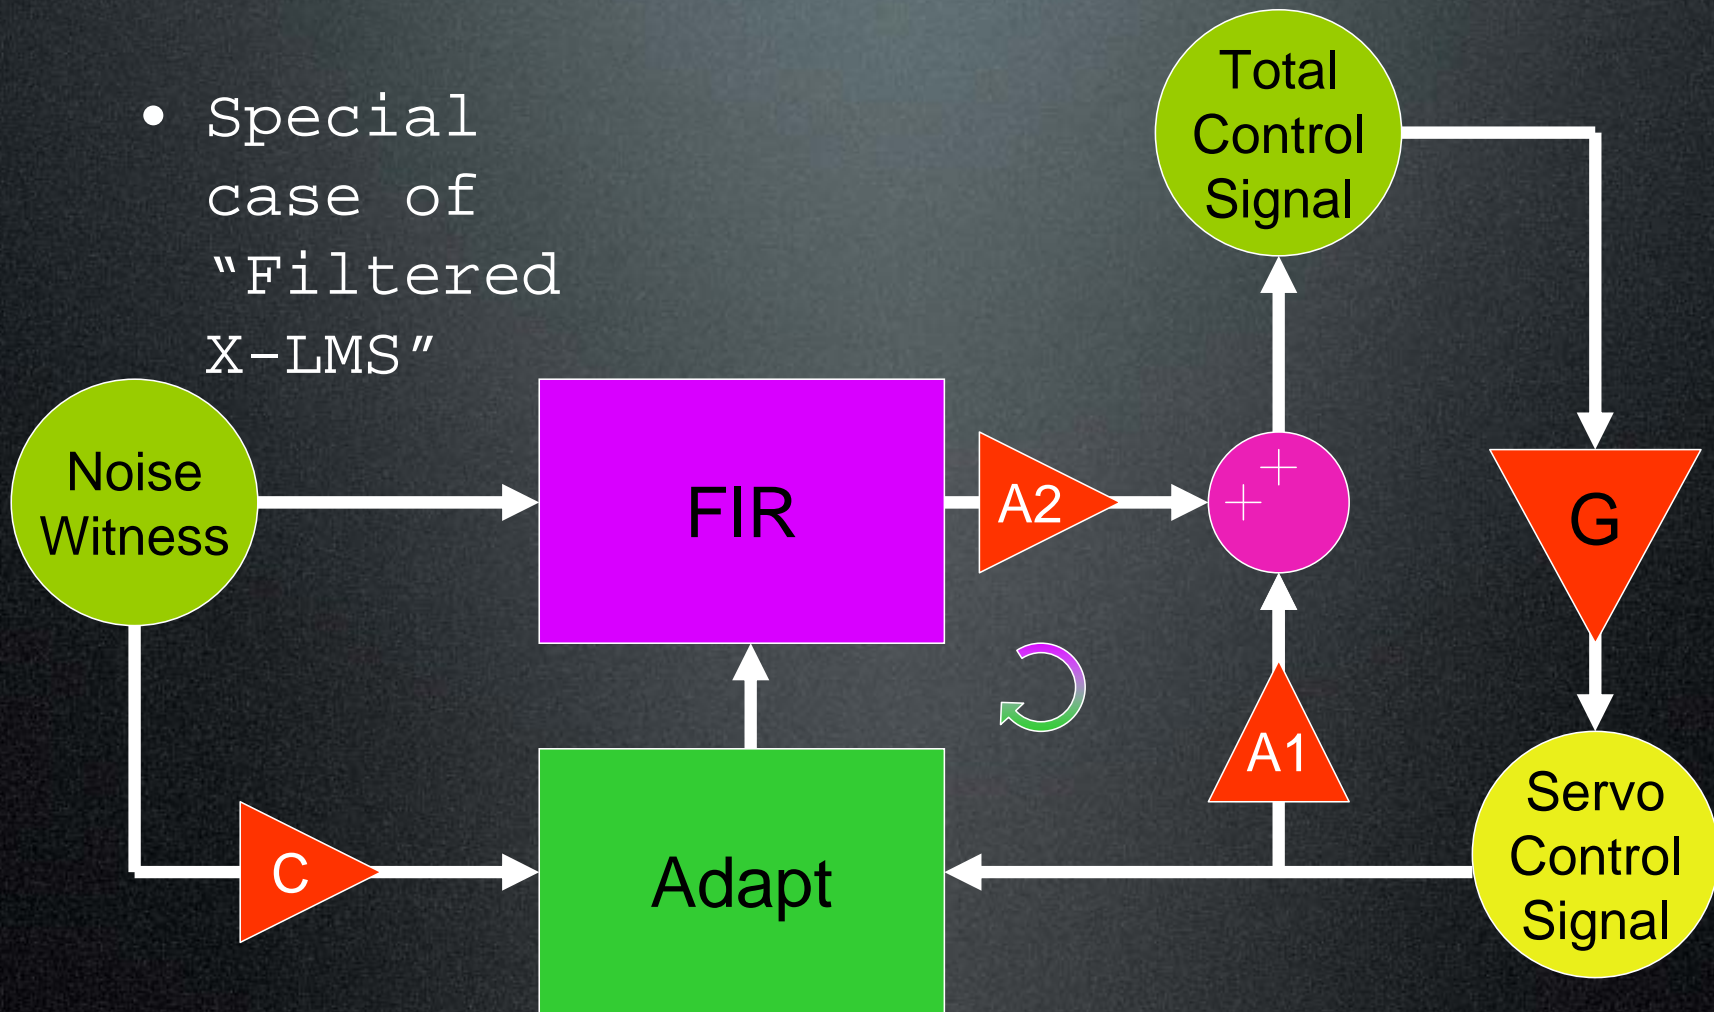 • Special
case of
“Filtered
X-LMS”
Total
Control
Signal
Noise
Witness
FIR
A2
+
+
G
A1
C
Adapt
Servo
Control
Signal